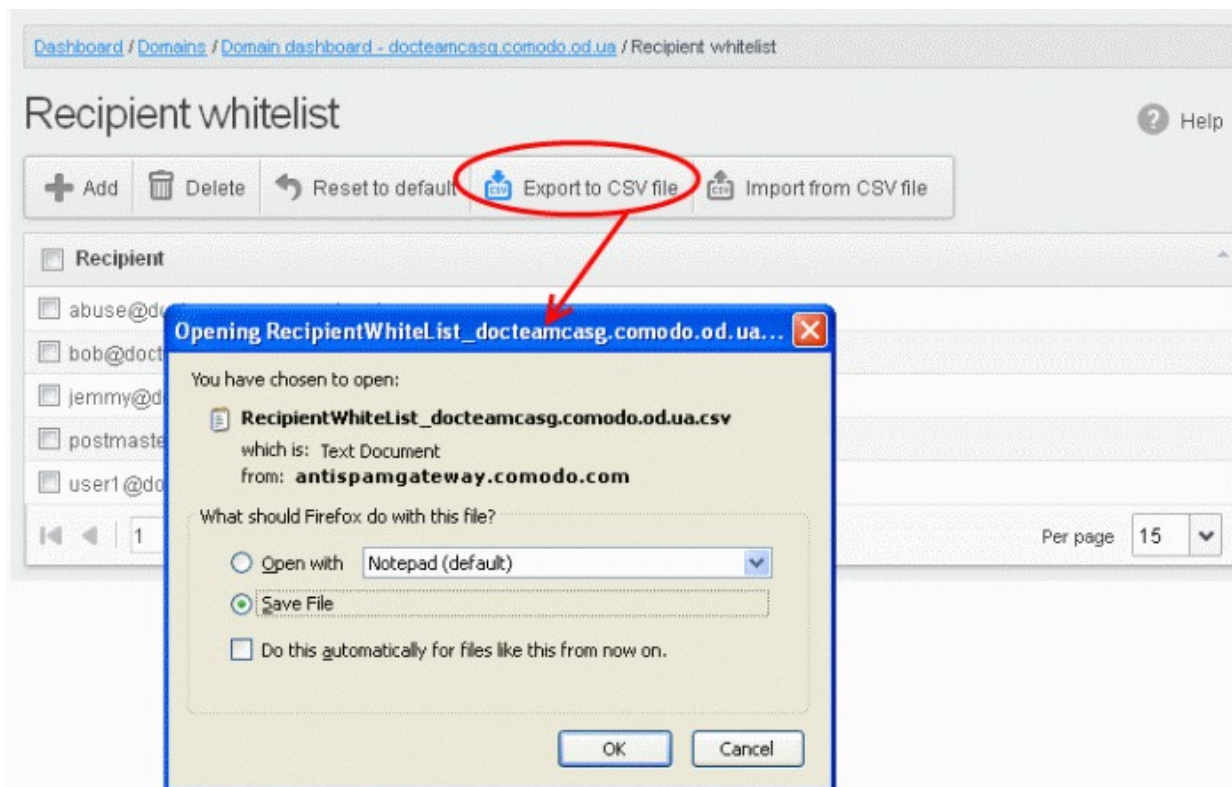 Dashboard / Domains / Domain dashboard - docteamcasg.comodo.od.ua / Recipient whitelist
Recipient whitelist
Help
Add Delete Reset to default Export to CSV file Import from CSV file
Recipient
abuse@do
bob@doct
jemmy@d
postmaste
user1@do
1
Per page 15
Opening RecipientWhiteList_docteamcasg.comodo.od.ua...
You have chosen to open:
RecipientWhiteList_docteamcasg.comodo.od.ua.csv
which is: Text Document
from: antispamgateway.comodo.com
What should Firefox do with this file?
Open with Notepad (default)
Save File
Do this automatically for files like this from now on.
OK Cancel